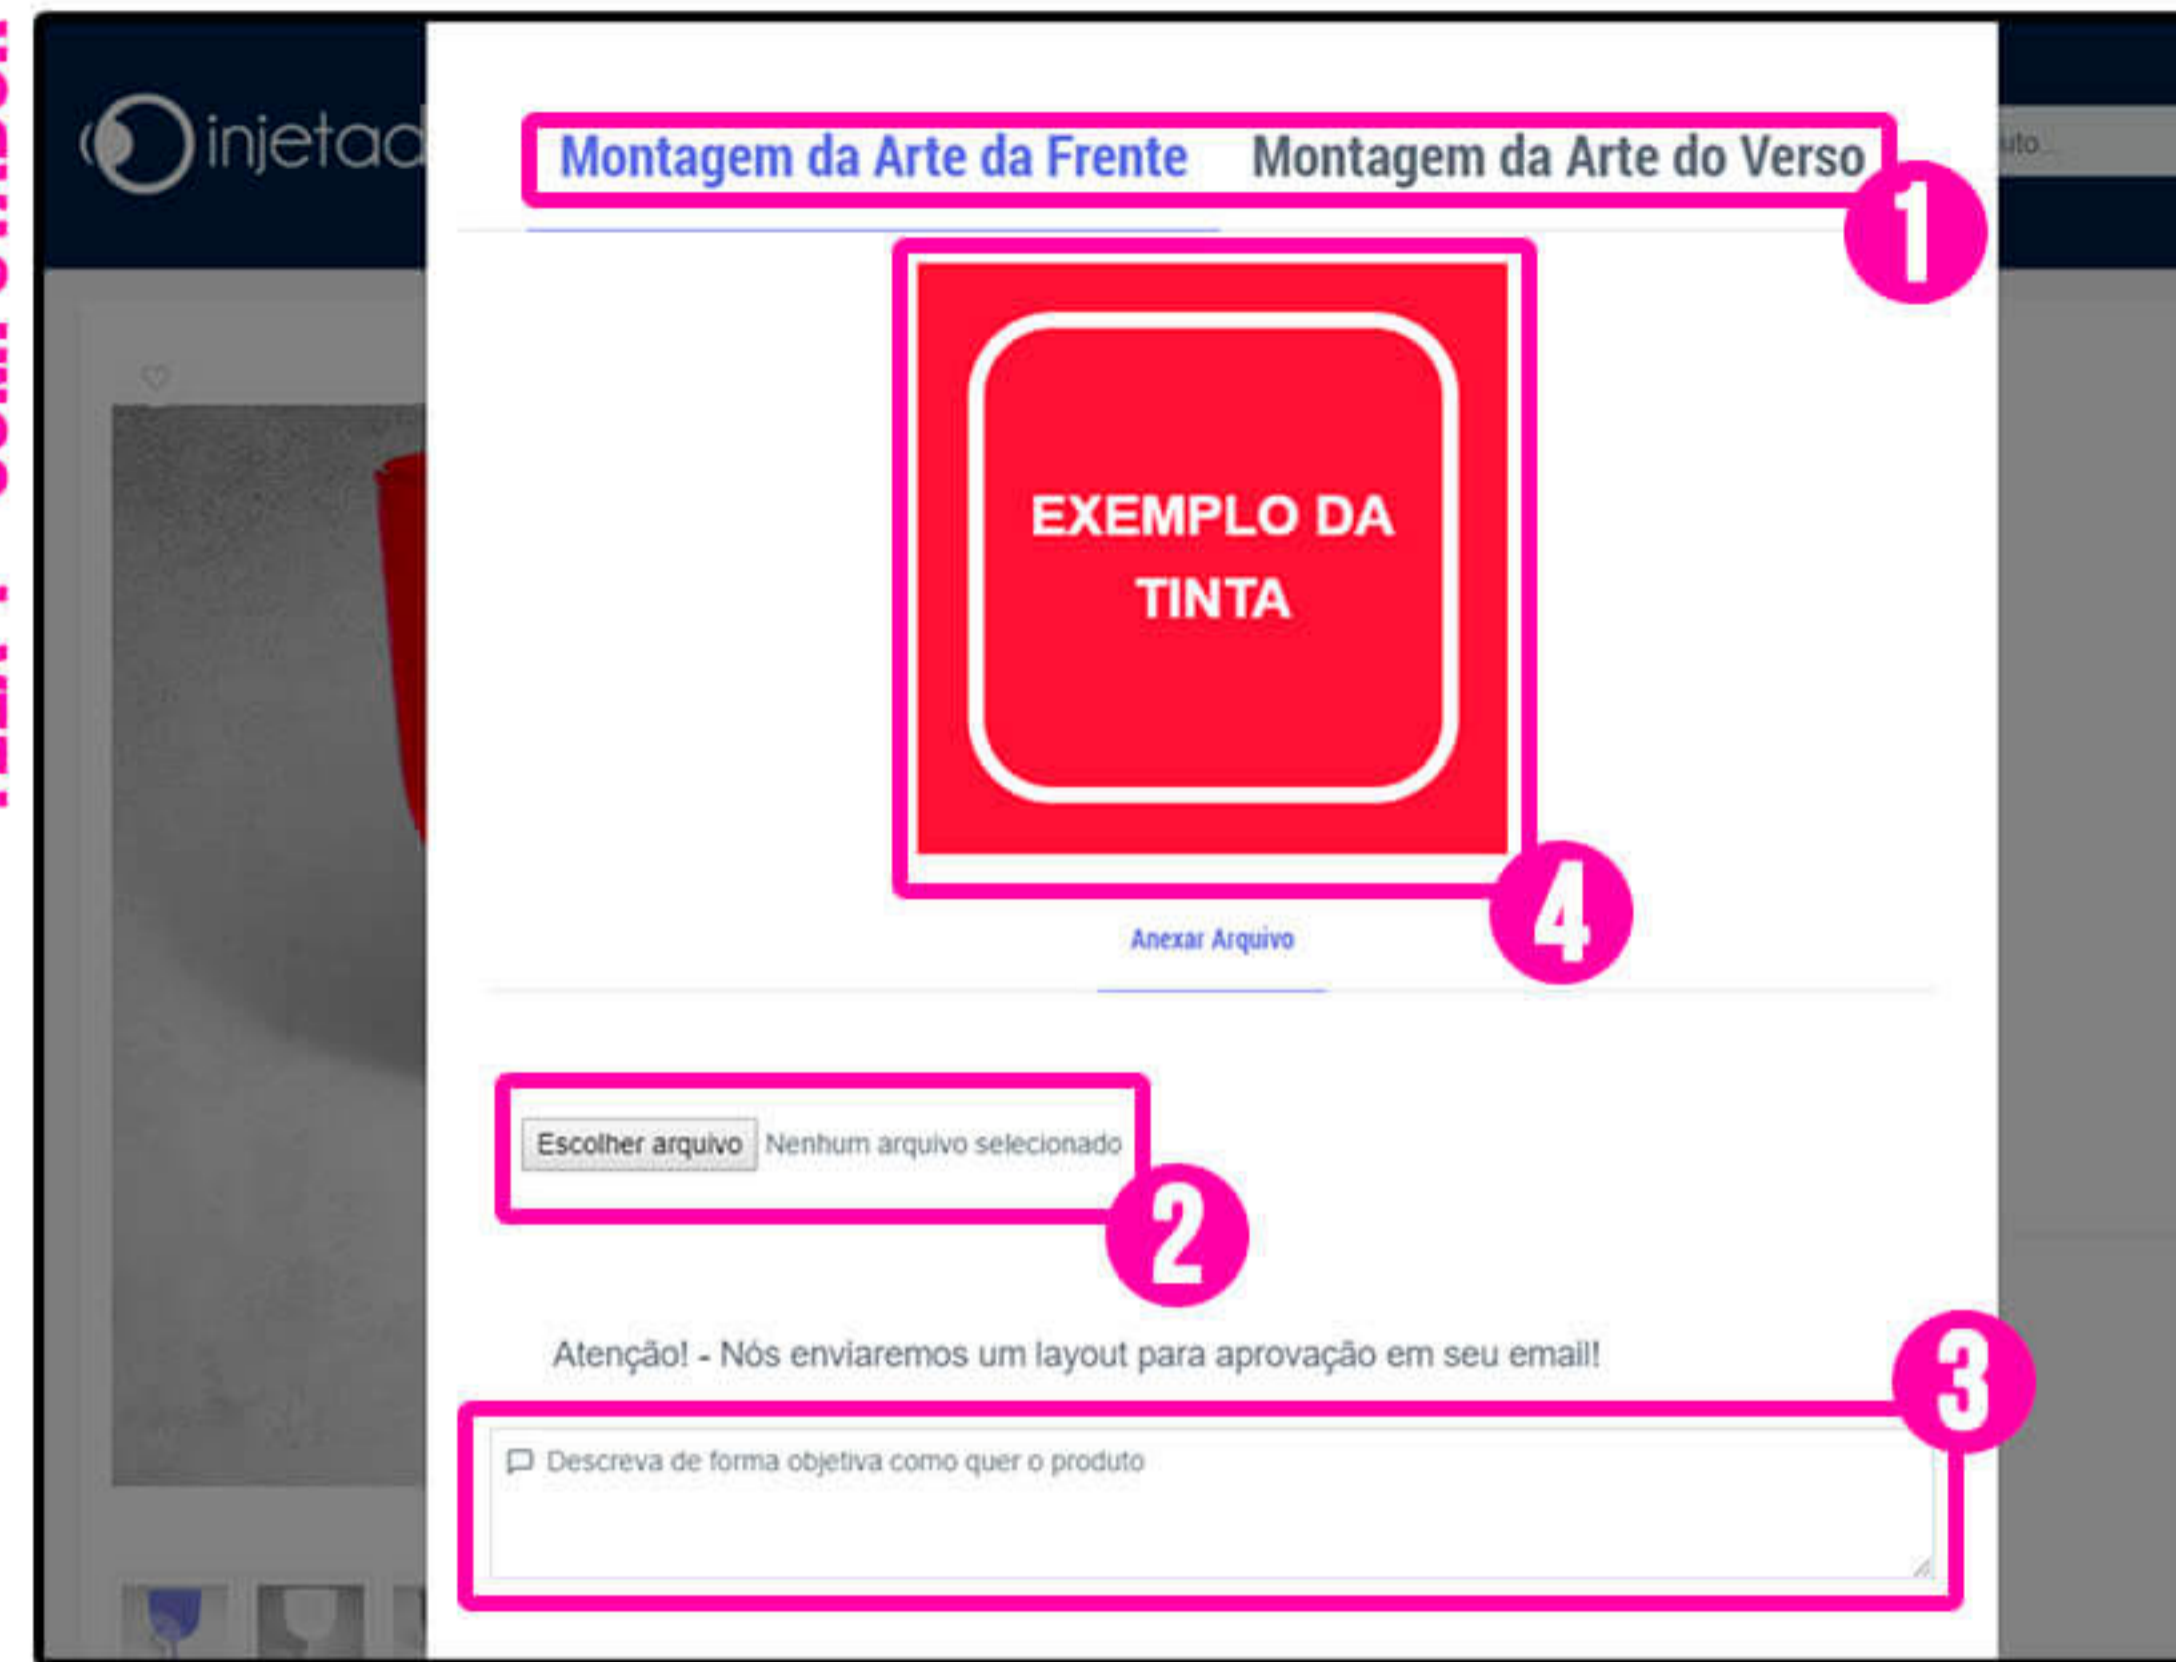 injetad
Montagem da Arte da Frente Montagem da Arte do Verso
1
uto...
EXEMPLO DA
TINTA
4
Anexar Arquivo
Escolher arquivo Nenhum arquivo selecionado
2
Atenção! - Nós enviaremos um layout para aprovação em seu email!
3
Descreva de forma objetiva como quer o produto